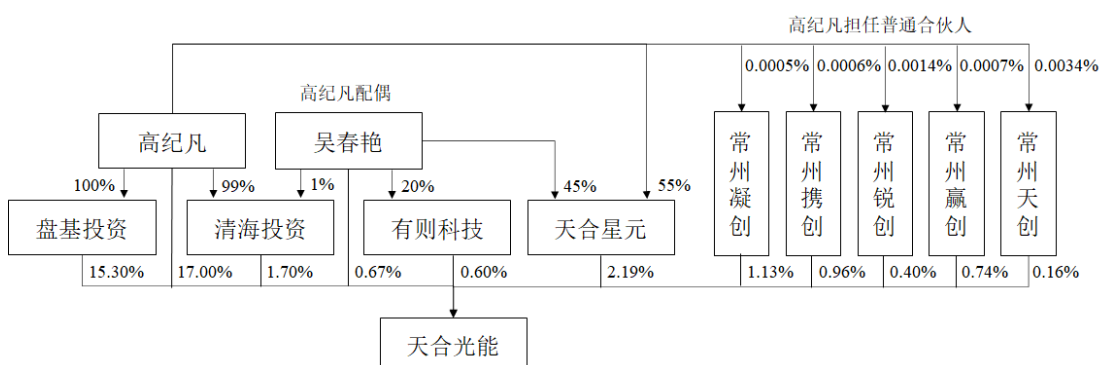 高纪凡担任普通合伙人
0.0005% 0.0006% 0.0014% 0.0007% 0.0034%
高纪凡配偶
高纪凡 吴春艳
100% 99% 1% 20% 45% 55%
盘基投资 清海投资 有则科技 天合星元
常州凝创
常州携创
常州锐创
常州赢创
常州天创
15.30% 17.00% 1.70% 0.67% 0.60% 2.19% 1.13% 0.96% 0.40% 0.74% 0.16%
天合光能